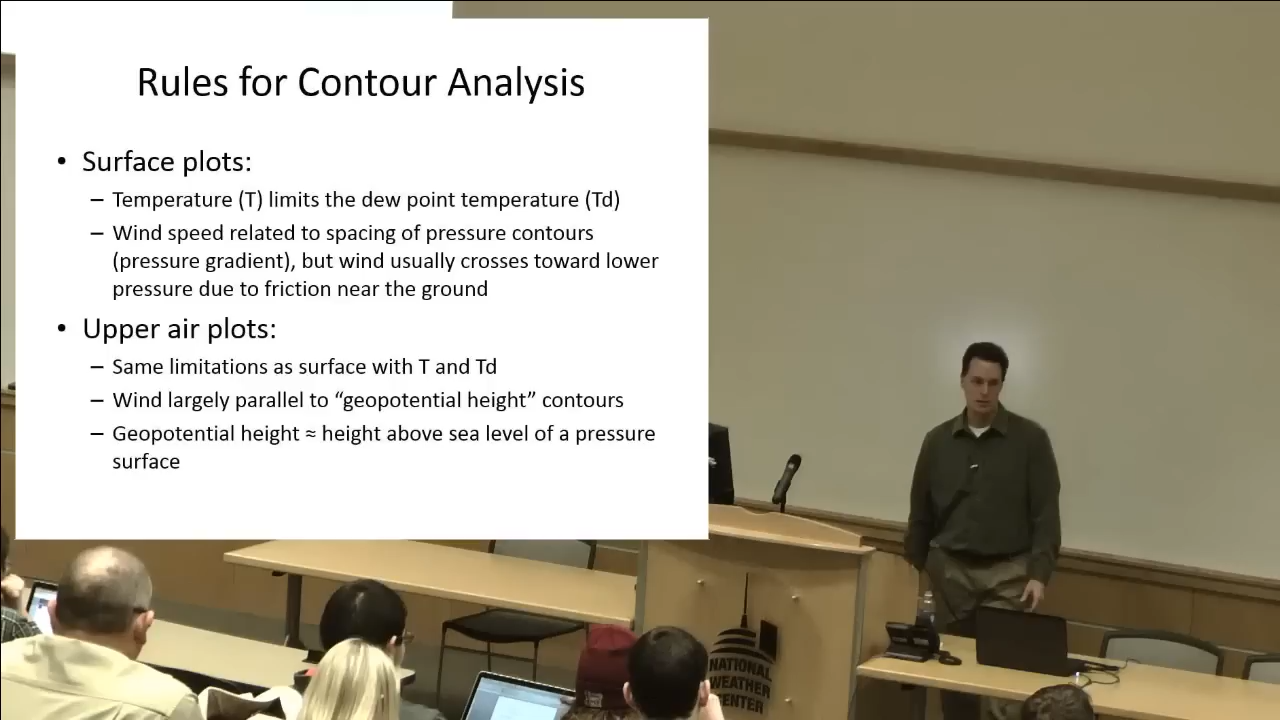 Rules for Contour Analysis
• Surface plots:
– Temperature (T) limits the dew point temperature (Td)
– Wind speed related to spacing of pressure contours
(pressure gradient), but wind usually crosses toward lower
pressure due to friction near the ground
• Upper air plots:
– Same limitations as surface with T and Td
– Wind largely parallel to “geopotential height” contours
– Geopotential height ≈ height above sea level of a pressure
surface
NATIONAL
WEATHER
CENTER